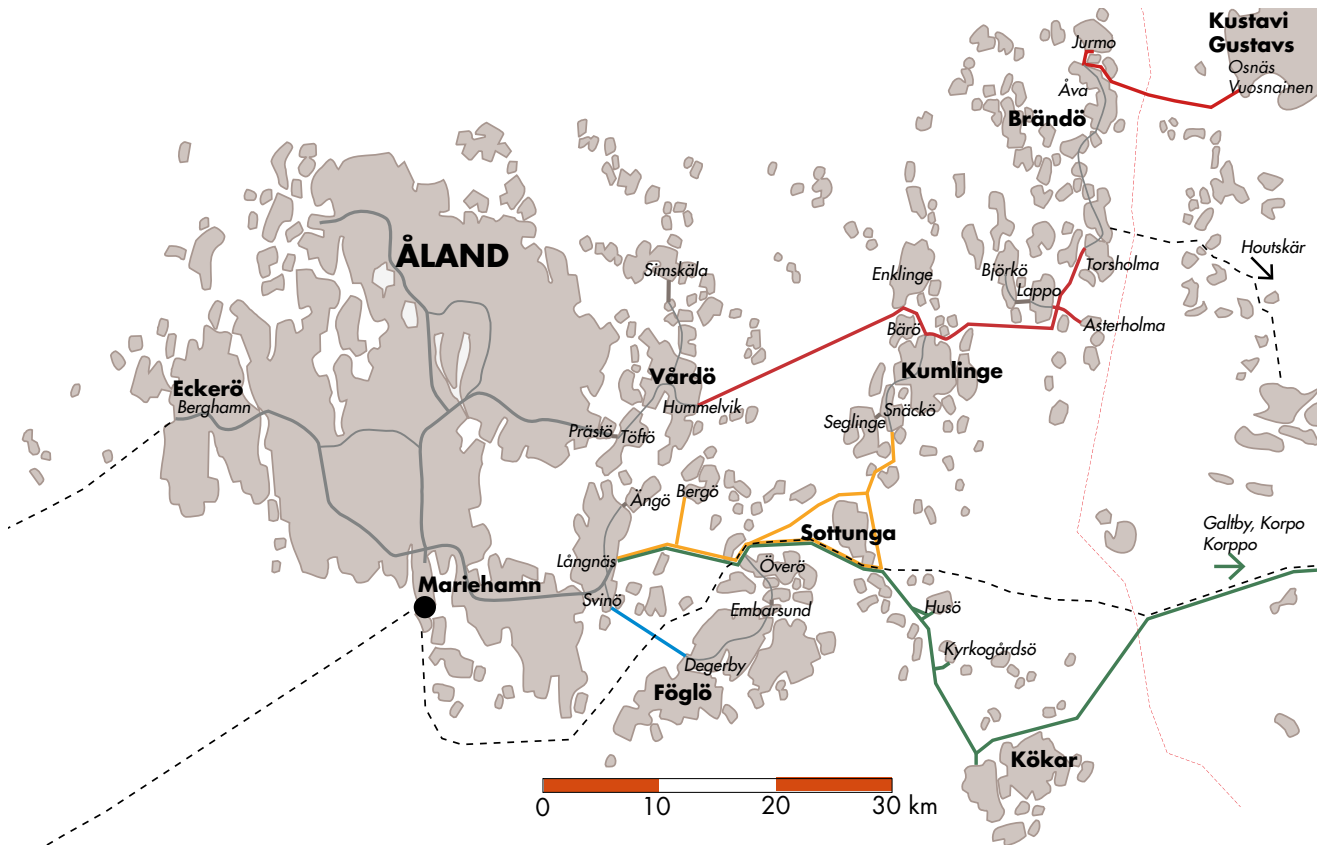 Kustavi
Gustavs
Osnäs
Vuosnainen
Jurmo
Åva
Brändö
Houtskär
ÅLAND
Simskäla
Enklinge
Björkö
Lappo
Torsholma
Asterholma
Bärö
Kumlinge
Eckerö
Berghamn
Vårdö
Hummelvik
Prästö
Töftö
Seglinge
Snäckö
Ängö
Bergö
Sottunga
Galtby, Korpo
Korppo
Långnäs
Överö
Mariehamn
Svinö
Embarsund
Husö
Kyrkogårdsö
Degerby
Föglö
Kökar
0 10 20 30 km